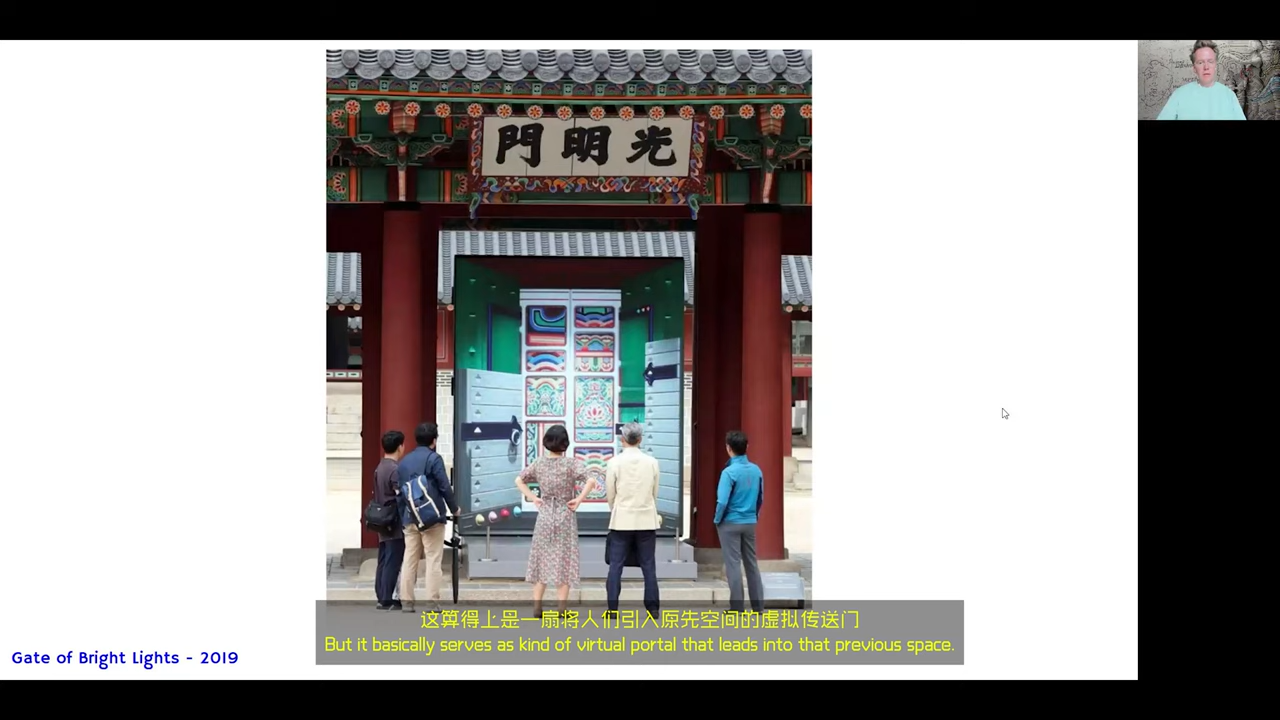 門明光
这算得上是一扇将人们引入原先空间的虚拟传送门
But it basically serves as kind of virtual portal that leads into that previous space.
Gate of Bright Lights - 2019